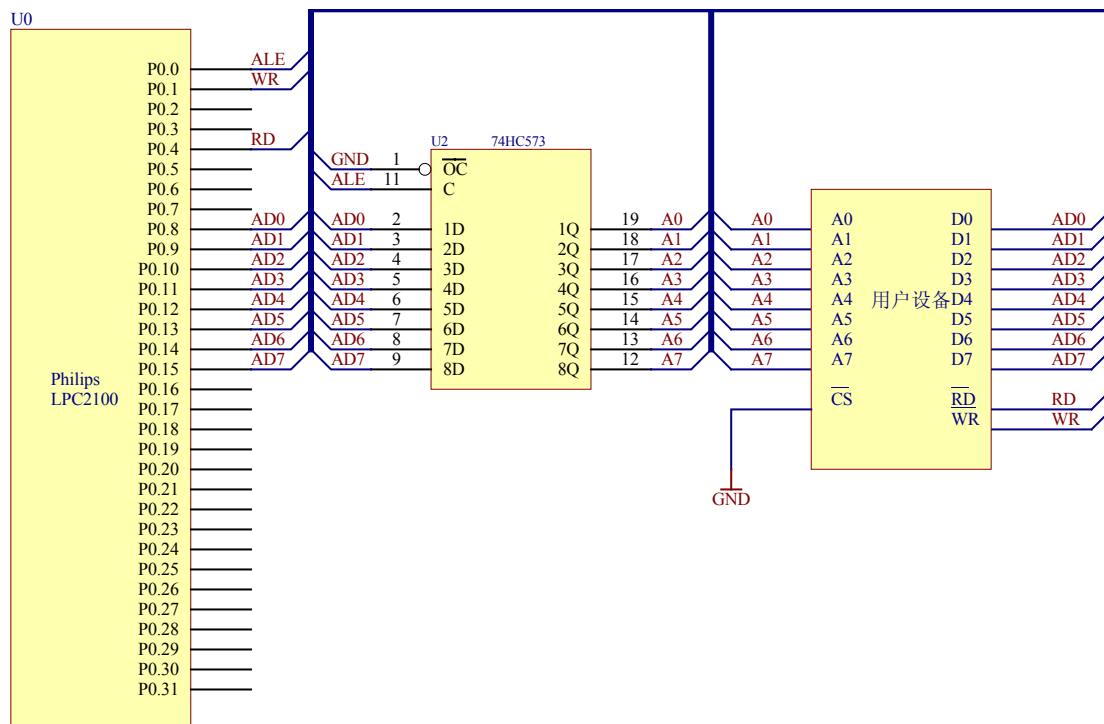 U0
P0.0 ALE
P0.1 WR
P0.2
P0.3
P0.4 RD
P0.5
P0.6
P0.7
P0.8 AD0
P0.9 AD1
P0.10 AD2
P0.11 AD3
P0.12 AD4
P0.13 AD5
P0.14 AD6
P0.15 AD7
P0.16
P0.17
P0.18
P0.19
P0.20
P0.21
P0.22
P0.23
P0.24
P0.25
P0.26
P0.27
P0.28
P0.29
P0.30
P0.31
Philips
LPC2100
U2 74HC573
GND 1 OC
ALE 11 C
AD0 2 1D 1Q 19 A0
AD1 3 2D 2Q 18 A1
AD2 4 3D 3Q 17 A2
AD3 5 4D 4Q 16 A3
AD4 6 5D 5Q 15 A4
AD5 7 6D 6Q 14 A5
AD6 8 7D 7Q 13 A6
AD7 9 8D 8Q 12 A7
A0 A0 D0 AD0
A1 A1 D1 AD1
A2 A2 D2 AD2
A3 A3 D3 AD3
A4 A4 D4 AD4
用户设备
A5 A5 D5 AD5
A6 A6 D6 AD6
A7 A7 D7 AD7
CS RD RD
WR WR
GND